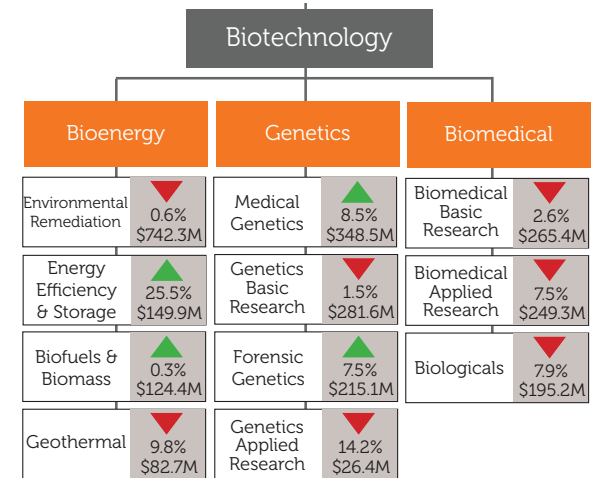 Biotechnology
Bioenergy
Environmental
Remediation
0.6%
$742.3M
Energy
Efficiency
& Storage
25.5%
$149.9M
Biofuels &
Biomass
0.3%
$124.4M
Geothermal
9.8%
$82.7M
Genetics
Medical
Genetics
8.5%
$348.5M
Genetics
Basic
Research
1.5%
$281.6M
Forensic
Genetics
7.5%
$215.1M
Genetics
Applied
Research
14.2%
$26.4M
Biomedical
Biomedical
Basic
Research
2.6%
$265.4M
Biomedical
Applied
Research
7.5%
$249.3M
Biologicals
7.9%
$195.2M